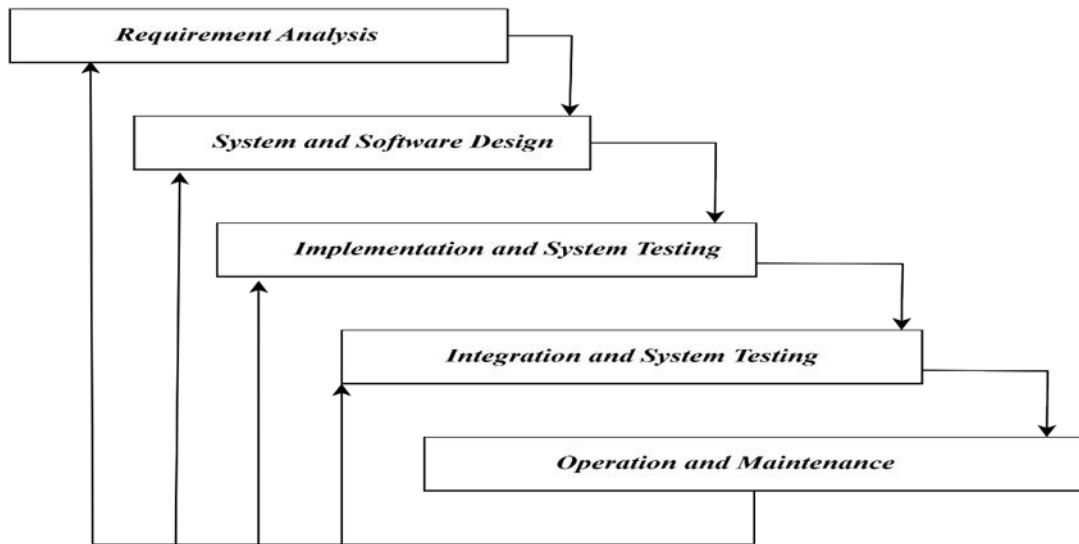 Requirement Analysis
System and Software Design
Implementation and System Testing
Integration and System Testing
Operation and Maintenance